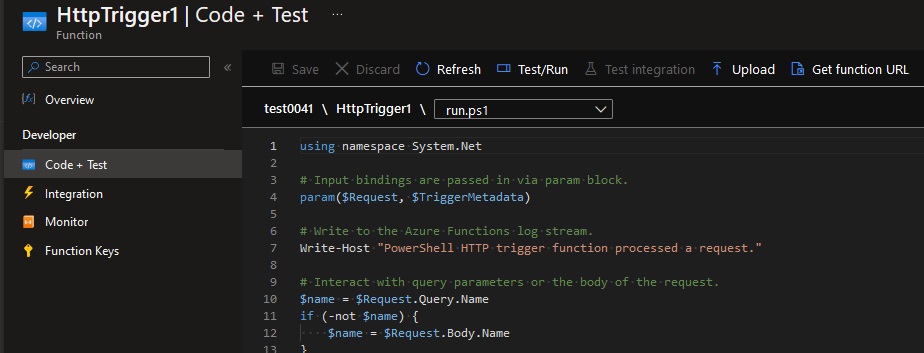 HttpTrigger1 | Code + Test ...
Function
Search «
Overview
Developer
Code + Test
Integration
Monitor
Function Keys
Save Discard Refresh Test/Run Test integration Upload Get function URL
test0041 \ HttpTrigger1 \ run.ps1
1 using namespace System.Net
2
3 # Input bindings are passed in via param block.
4 param($Request, $TriggerMetadata)
5
6 # Write to the Azure Functions log stream.
7 Write-Host "PowerShell HTTP trigger function processed a request."
8
9 # Interact with query parameters or the body of the request.
10 $name = $Request.Query.Name
11 if (-not $name) {
12     $name = $Request.Body.Name
13 }